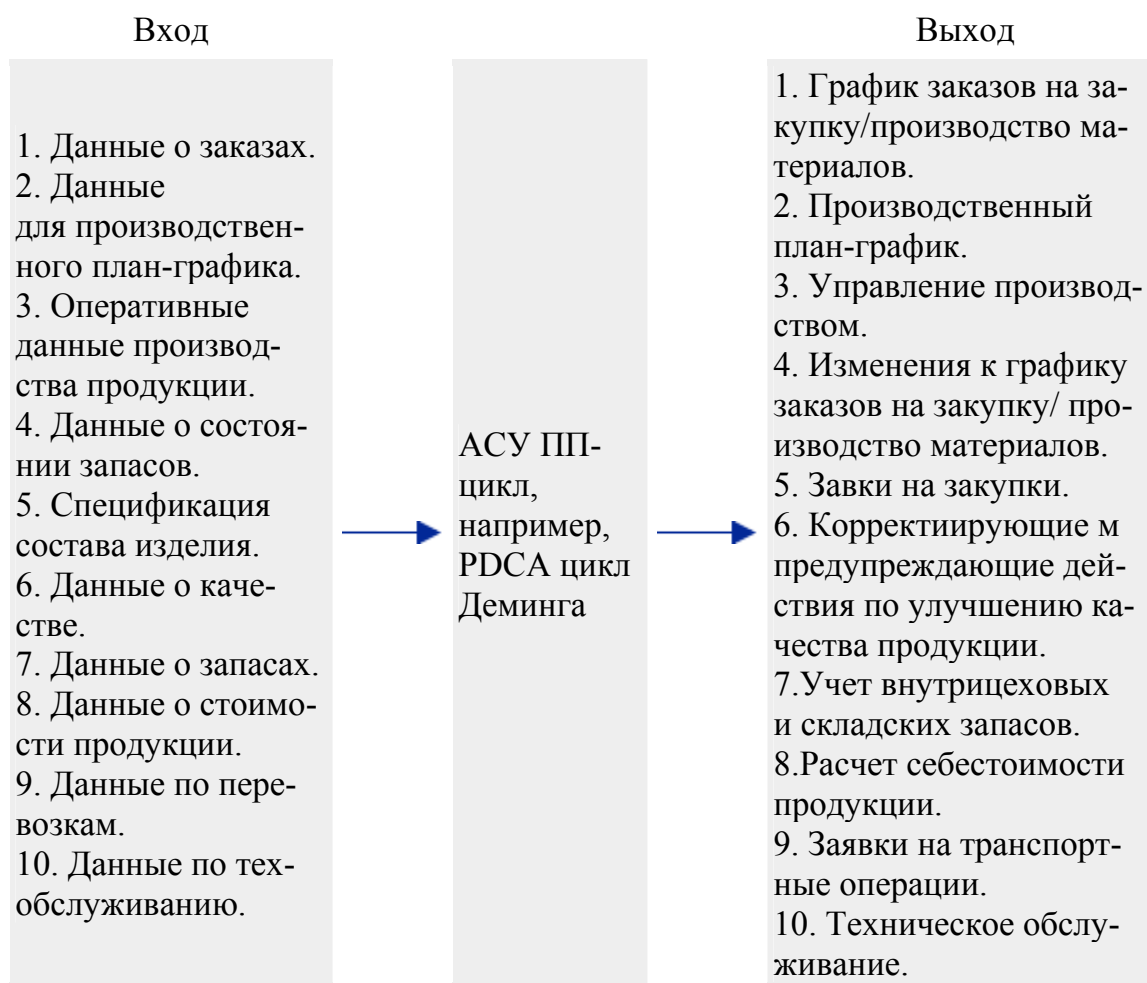 Вход
1. Данные о заказах.
2. Данные
для производствен-
ного план-графика.
3. Оперативные
данные производ-
ства продукции.
4. Данные о состоя-
нии запасов.
5. Спецификация
состава изделия.
6. Данные о каче-
стве.
7. Данные о запасах.
8. Данные о стоимо-
сти продукции.
9. Данные по пере-
возкам.
10. Данные по тех-
обслуживанию.
АСУ ПП-
цикл,
например,
PDCA цикл
Деминга
Выход
1. График заказов на за-
купку/производство ма-
териалов.
2. Производственный
план-график.
3. Управление производ-
ством.
4. Изменения к графику
заказов на закупку/ про-
изводство материалов.
5. Завки на закупки.
6. Корректиирующие м
предупреждающие дей-
ствия по улучшению ка-
чества продукции.
7.Учет внутрицеховых
и складских запасов.
8.Расчет себестоимости
продукции.
9. Заявки на транспорт-
ные операции.
10. Техническое обслу-
живание.